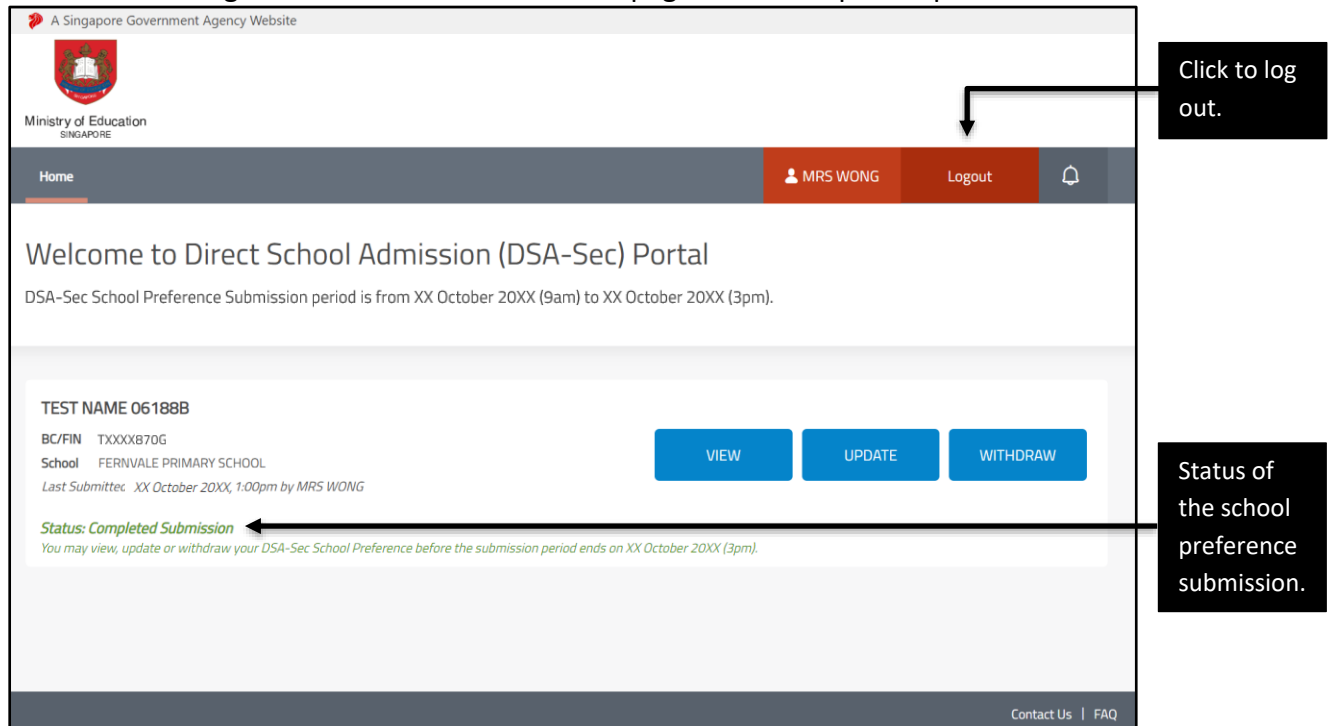 A Singapore Government Agency Website
Ministry of Education
SINGAPORE
Click to log
out.
Home
MRS WONG
Logout
Welcome to Direct School Admission (DSA-Sec) Portal
DSA-Sec School Preference Submission period is from XX October 20XX (9am) to XX October 20XX (3pm).
TEST NAME 06188B
BC/FIN TXXXX870G
School FERNVALE PRIMARY SCHOOL
Last Submitted XX October 20XX, 1:00pm by MRS WONG
VIEW
UPDATE
WITHDRAW
Status: Completed Submission
You may view, update or withdraw your DSA-Sec School Preference before the submission period ends on XX October 20XX (3pm).
Status of
the school
preference
submission.
Contact Us | FAQ